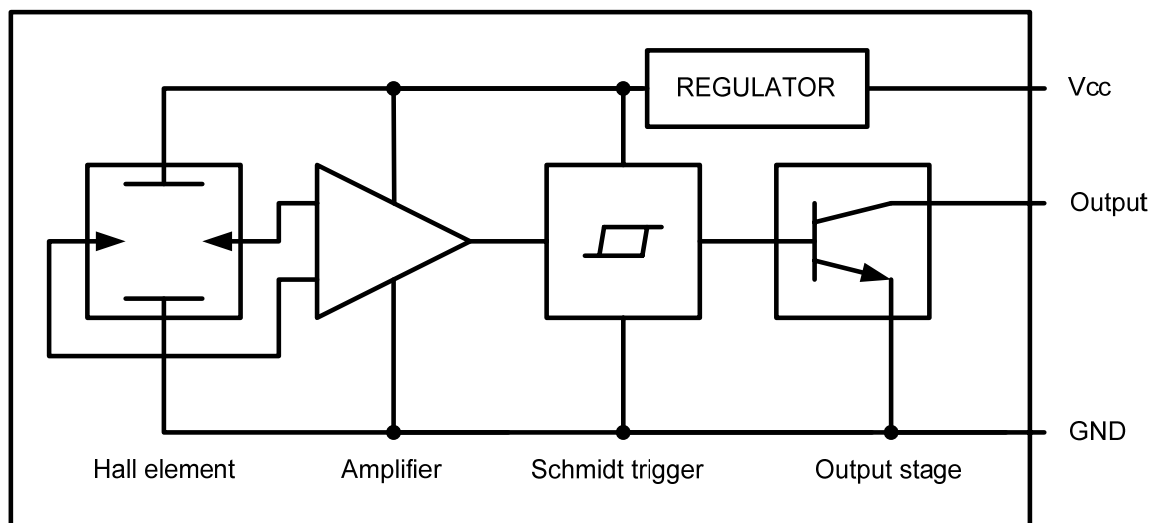 REGULATOR
Vcc
Output
GND
Hall element
Amplifier
Schmidt trigger
Output stage